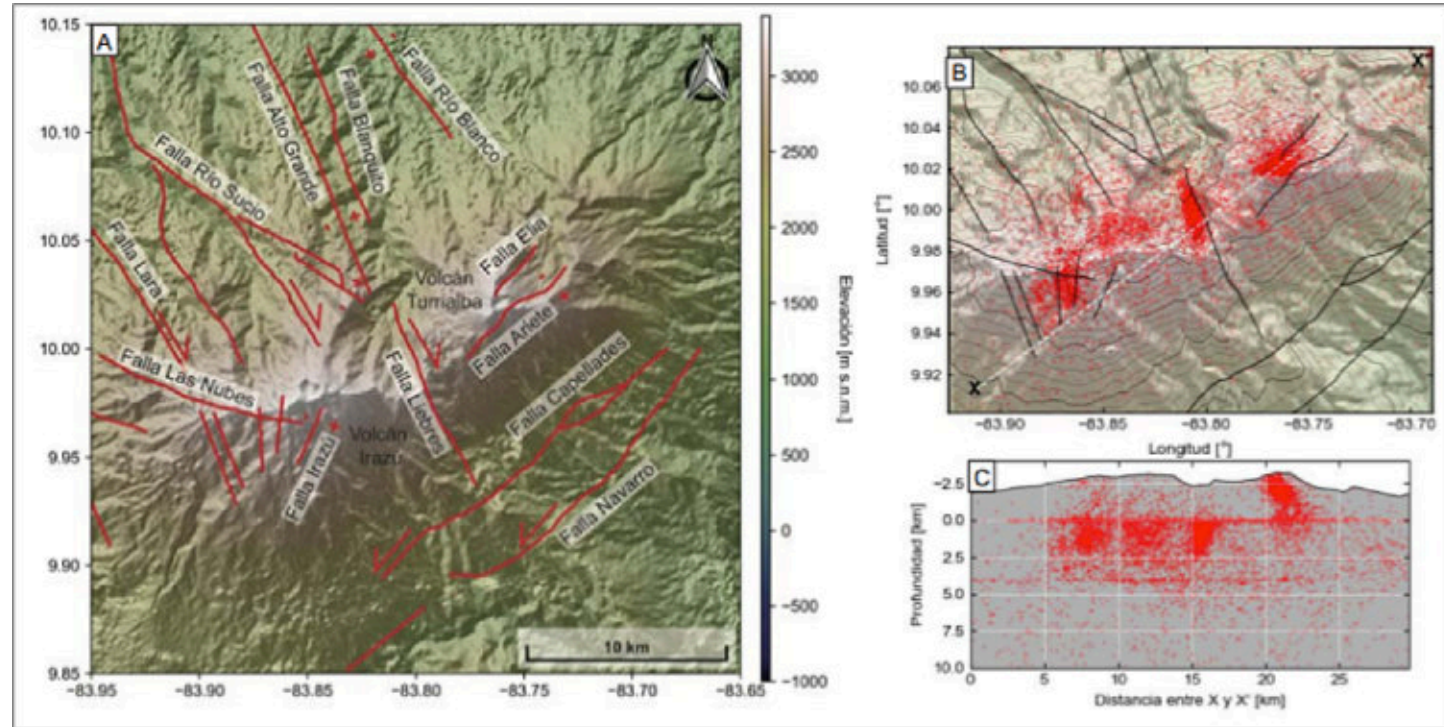 A
N
10.15
10.10
10.05
10.00
9.95
9.90
9.85
−83.95
−83.90
−83.85
−83.80
−83.75
−83.70
−83.65
Falla Alto Grande
Falla Blanquito
Falla Río Blanco
Falla Río Sucio
Falla Lara
Falla Elia
Volcán
Turrialba
Falla Ariete
Falla Las Nubes
Falla Liebres
Falla Capellades
Volcán
Irazú
Falla Irazú
Falla Navarro
10 km
3000
2500
2000
1500
1000
500
0
−500
−1000
Elevación [m s.n.m.]
B
X
X
10.06
10.04
10.02
10.00
9.98
9.96
9.94
9.92
Latitud [°]
−83.90
−83.85
−83.80
−83.75
−83.70
Longitud [°]
C
−2.5
0.0
2.5
5.0
7.5
10.0
Profundidad [km]
0
5
10
15
20
25
Distancia entre X y X' [km]